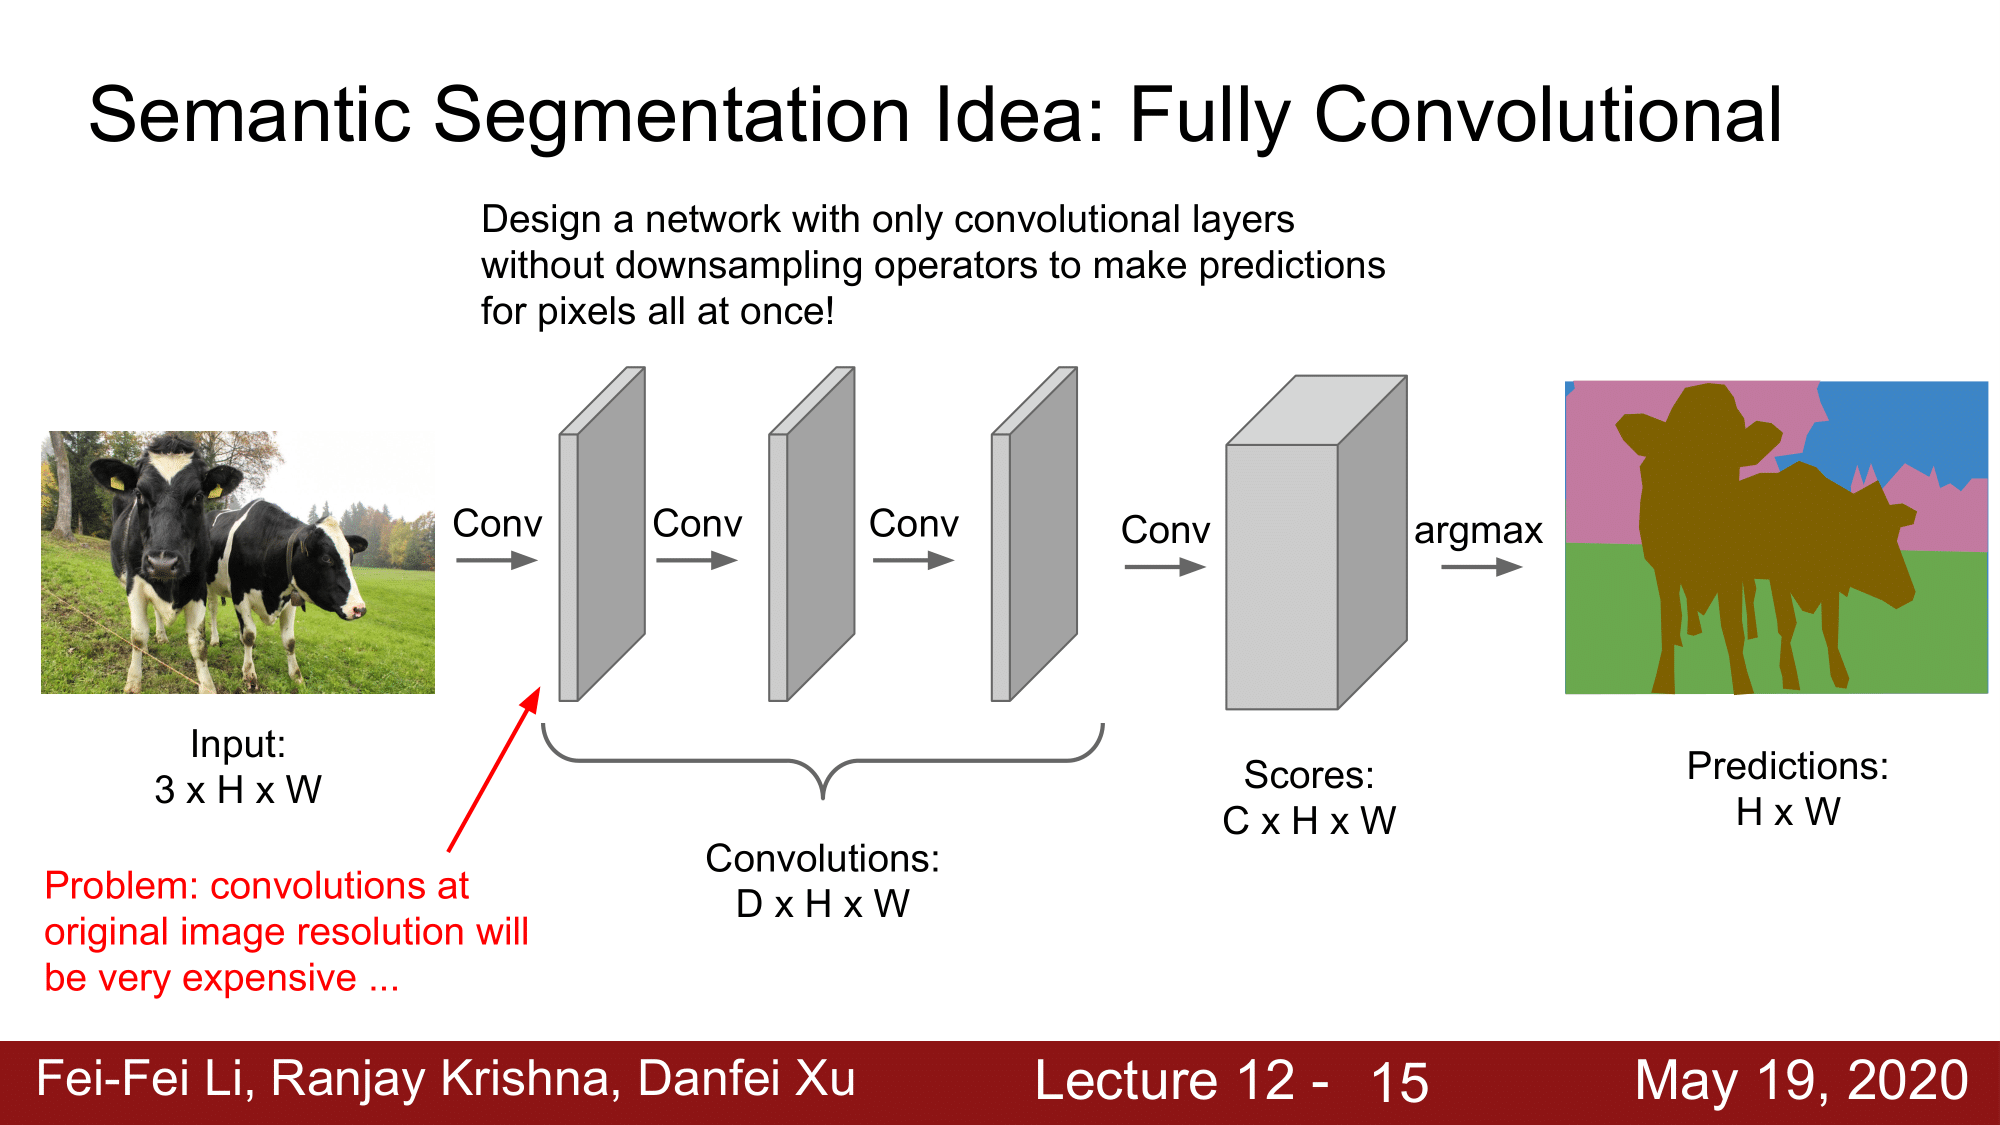 Semantic Segmentation Idea: Fully Convolutional
Design a network with only convolutional layers
without downsampling operators to make predictions
for pixels all at once!
Conv
Conv
Conv
Conv
argmax
Input:
3 x H x W
Problem: convolutions at
original image resolution will
be very expensive ...
Convolutions:
D x H x W
Scores:
C x H x W
Predictions:
H x W
Fei-Fei Li, Ranjay Krishna, Danfei Xu
Lecture 12 - 15
May 19, 2020